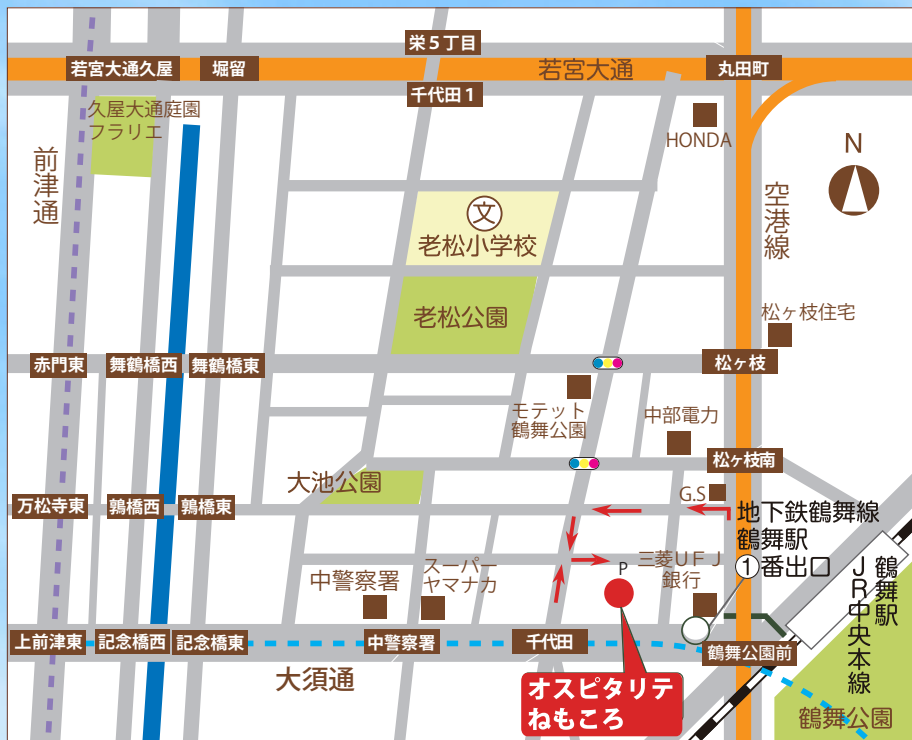 栄5丁目
若宮大通久屋
堀留
若宮大通
丸田町
千代田1
久屋大通庭園
フラリエ
HONDA
N
前津通
空港線
文
老松小学校
老松公園
松ヶ枝住宅
赤門東
舞鶴橋西
舞鶴橋東
松ヶ枝
モテット
鶴舞公園
中部電力
松ヶ枝南
大池公園
G.S
万松寺東
鶉橋西
鶉橋東
地下鉄鶴舞線
鶴舞駅
①番出口
P
三菱UFJ
銀行
スーパー
ヤマナカ
中警察署
鶴舞駅
JR中央本線
上前津東
記念橋西
記念橋東
中警察署
千代田
鶴舞公園前
大須通
オスピタリテ
ねもころ
鶴舞公園